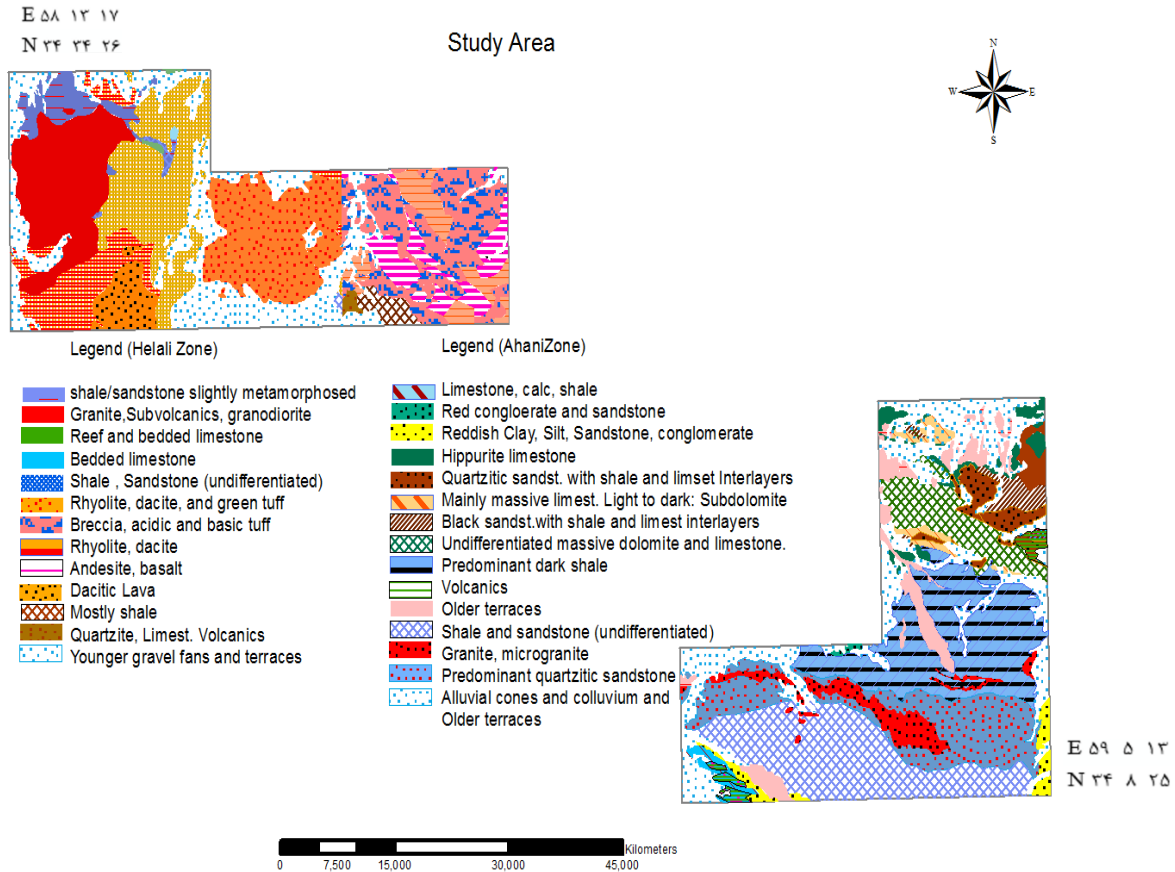 E ۵۸ ۱۳ ۱۷
N ۳۴ ۳۴ ۲۶
Study Area
N
W
E
S
Legend (Helali Zone)
shale/sandstone slightly metamorphosed
Granite,Subvolcanics, granodiorite
Reef and bedded limestone
Bedded limestone
Shale , Sandstone (undifferentiated)
Rhyolite, dacite, and green tuff
Breccia, acidic and basic tuff
Rhyolite, dacite
Andesite, basalt
Dacitic Lava
Mostly shale
Quartzite, Limest. Volcanics
Younger gravel fans and terraces
Legend (AhaniZone)
Limestone, calc, shale
Red congloerate and sandstone
Reddish Clay, Silt, Sandstone, conglomerate
Hippurite limestone
Quartzitic sandst. with shale and limset Interlayers
Mainly massive limest. Light to dark: Subdolomite
Black sandst.with shale and limest interlayers
Undifferentiated massive dolomite and limestone.
Predominant dark shale
Volcanics
Older terraces
Shale and sandstone (undifferentiated)
Granite, microgranite
Predominant quartzitic sandstone
Alluvial cones and colluvium and
Older terraces
E ۵۹ ۵ ۱۳
N ۳۴ ۸ ۲۵
Kilometers
0 7,500 15,000 30,000 45,000